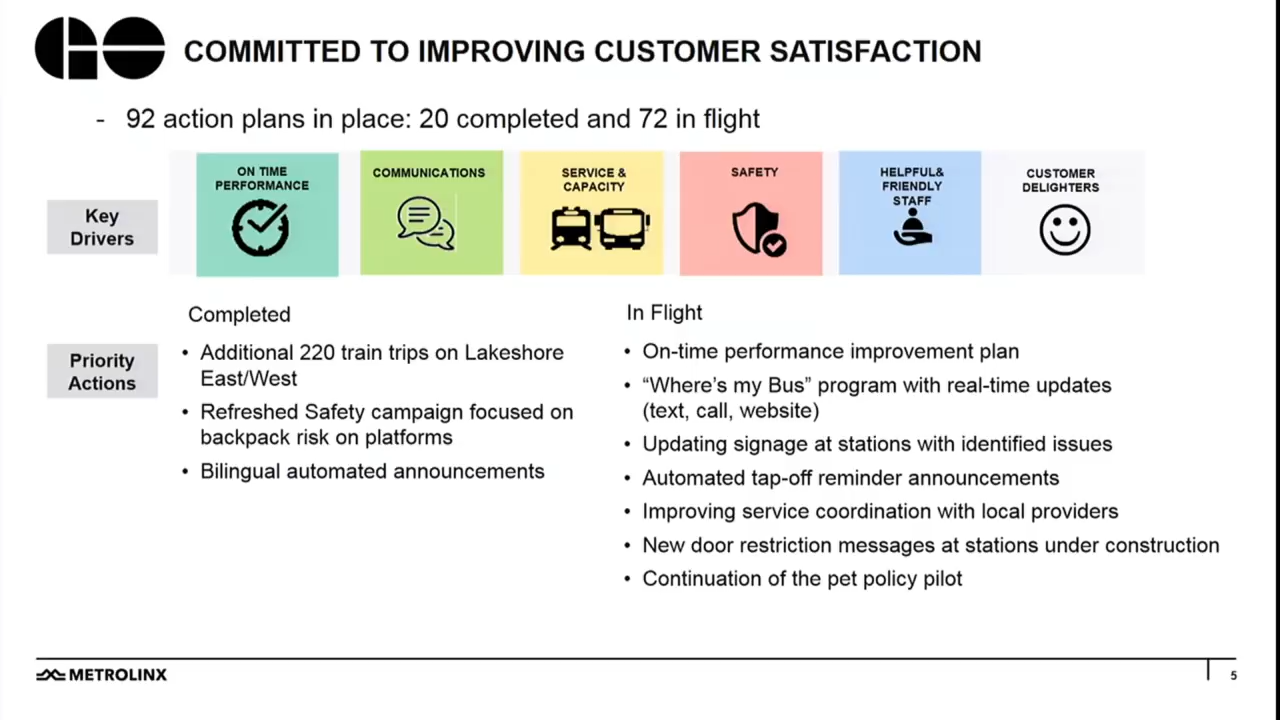 GO
COMMITTED TO IMPROVING CUSTOMER SATISFACTION
- 92 action plans in place: 20 completed and 72 in flight
Key
Drivers
ON TIME
PERFORMANCE
COMMUNICATIONS
SERVICE &
CAPACITY
SAFETY
HELPFUL&
FRIENDLY
STAFF
CUSTOMER
DELIGHTERS
Priority
Actions
Completed
• Additional 220 train trips on Lakeshore
East/West
• Refreshed Safety campaign focused on
backpack risk on platforms
• Bilingual automated announcements
In Flight
• On-time performance improvement plan
• “Where’s my Bus” program with real-time updates
(text, call, website)
• Updating signage at stations with identified issues
• Automated tap-off reminder announcements
• Improving service coordination with local providers
• New door restriction messages at stations under construction
• Continuation of the pet policy pilot
METROLINX
5